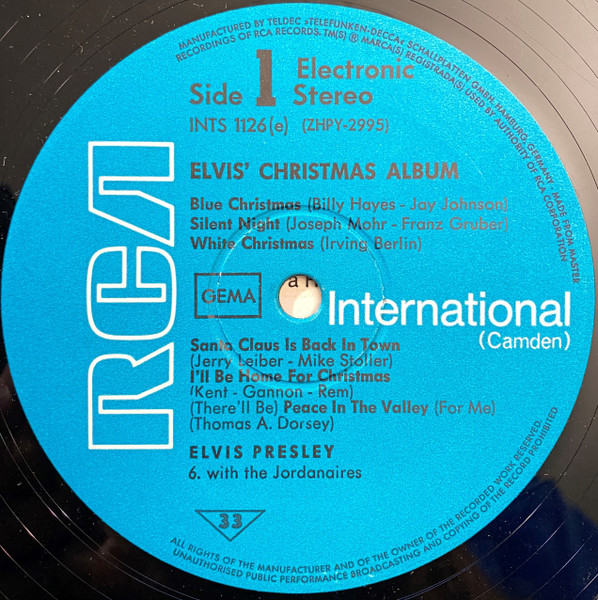 MANUFACTURED BY TELDEC »TELEFUNKEN-DECCA« SCHALLPLATTEN GMBH, HAMBURG, GERMANY - MADE FROM MASTER
RECORDINGS OF RCA RECORDS. TM(S) ® MARCA(S) REGISTRADA(S) USED BY AUTHORITY OF RCA CORPORATION
Side 1 Electronic
Stereo
INTS 1126(e) (ZHPY-2995)
ELVIS' CHRISTMAS ALBUM
Blue Christmas (Billy Hayes - Jay Johnson)
Silent Night (Joseph Mohr - Franz Gruber)
White Christmas (Irving Berlin)
RCA
GEMA
International
(Camden)
Santa Claus Is Back In Town
(Jerry Leiber - Mike Stoller)
I'll Be Home For Christmas
(Kent - Gannon - Rem)
(There'll Be) Peace In The Valley (For Me)
(Thomas A. Dorsey)
ELVIS PRESLEY
6. with the Jordanaires
33
ALL RIGHTS OF THE MANUFACTURER AND OF THE OWNER OF THE RECORDED WORK RESERVED.
UNAUTHORISED PUBLIC PERFORMANCE BROADCASTING AND COPYING OF THE RECORD PROHIBITED